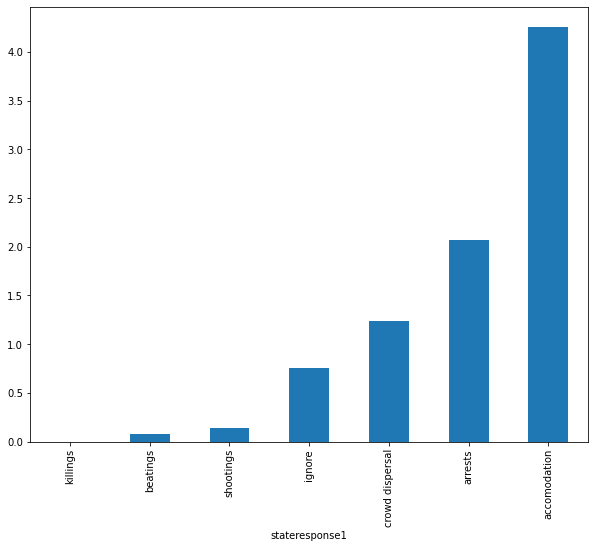 4.0
3.5
3.0
2.5
2.0
1.5
1.0
0.5
0.0
killings
beatings
shootings
ignore
crowd dispersal
arrests
accomodation
stateresponse1